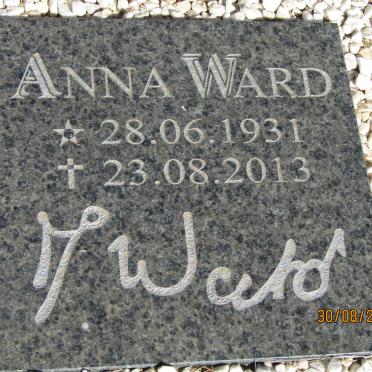 ANNA WARD
☆ 28.06.1931
✝ 23.08.2013
A Ward
30/08/2